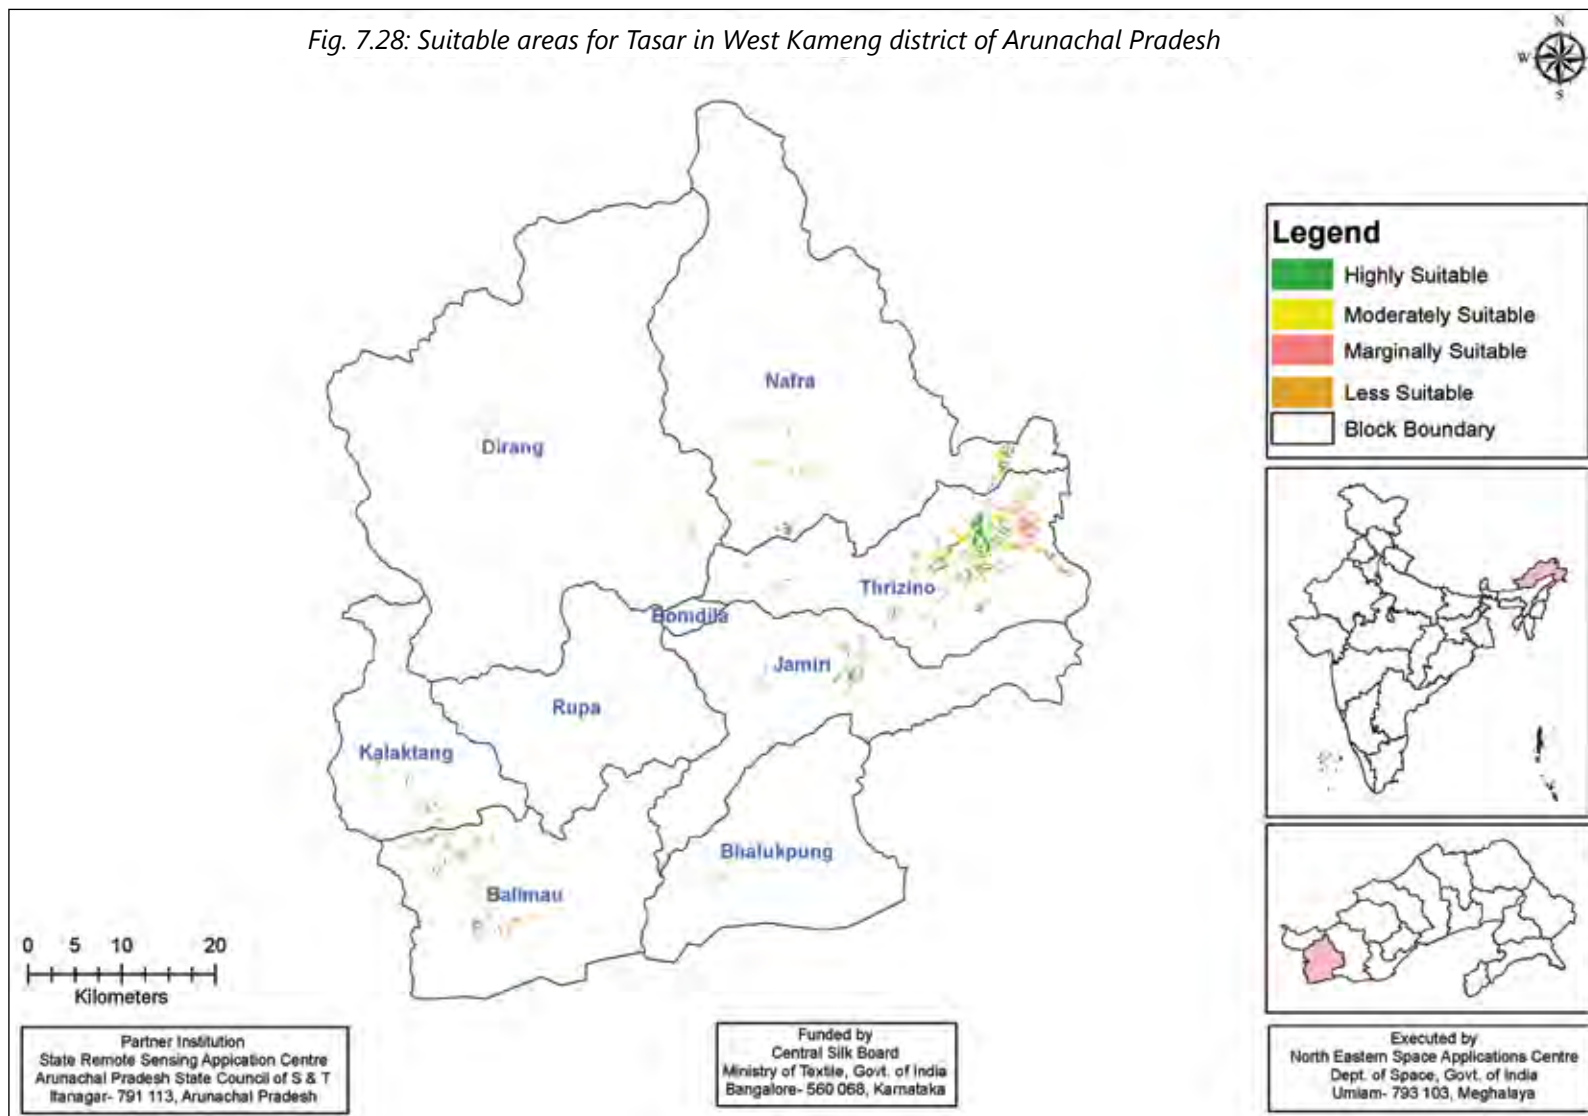 Fig. 7.28: Suitable areas for Tasar in West Kameng district of Arunachal Pradesh
N
W
S
Legend
Highly Suitable
Moderately Suitable
Marginally Suitable
Less Suitable
Block Boundary
Nafra
Dirang
Thrizino
Bomdila
Jamiri
Rupa
Kalaktang
Bhalukpung
Balimau
0 5 10 20
Kilometers
Partner Institution
State Remote Sensing Application Centre
Arunachal Pradesh State Council of S & T
Itanagar- 791 113, Arunachal Pradesh
Funded by
Central Silk Board
Ministry of Textile, Govt. of India
Bangalore- 560 068, Karnataka
Executed by
North Eastern Space Applications Centre
Dept. of Space, Govt. of India
Umiam- 793 103, Meghalaya